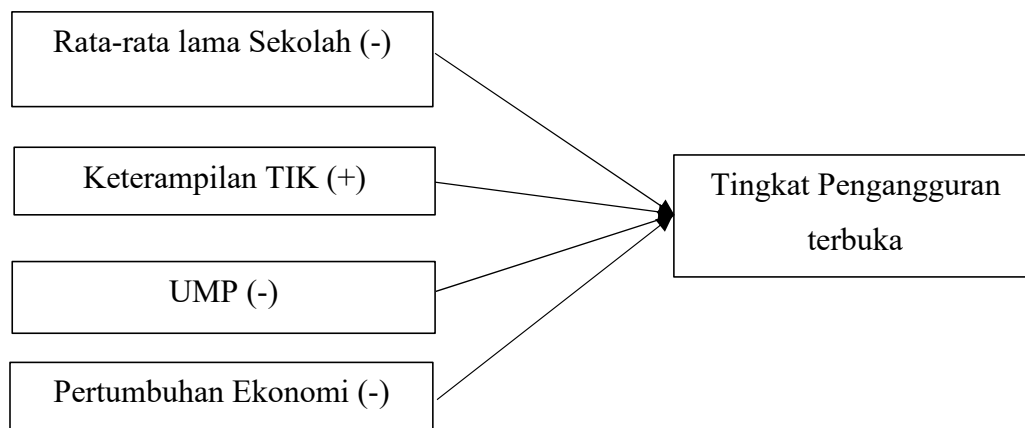 Rata-rata lama Sekolah (-)
Keterampilan TIK (+)
UMP (-)
Pertumbuhan Ekonomi (-)
Tingkat Pengangguran
terbuka